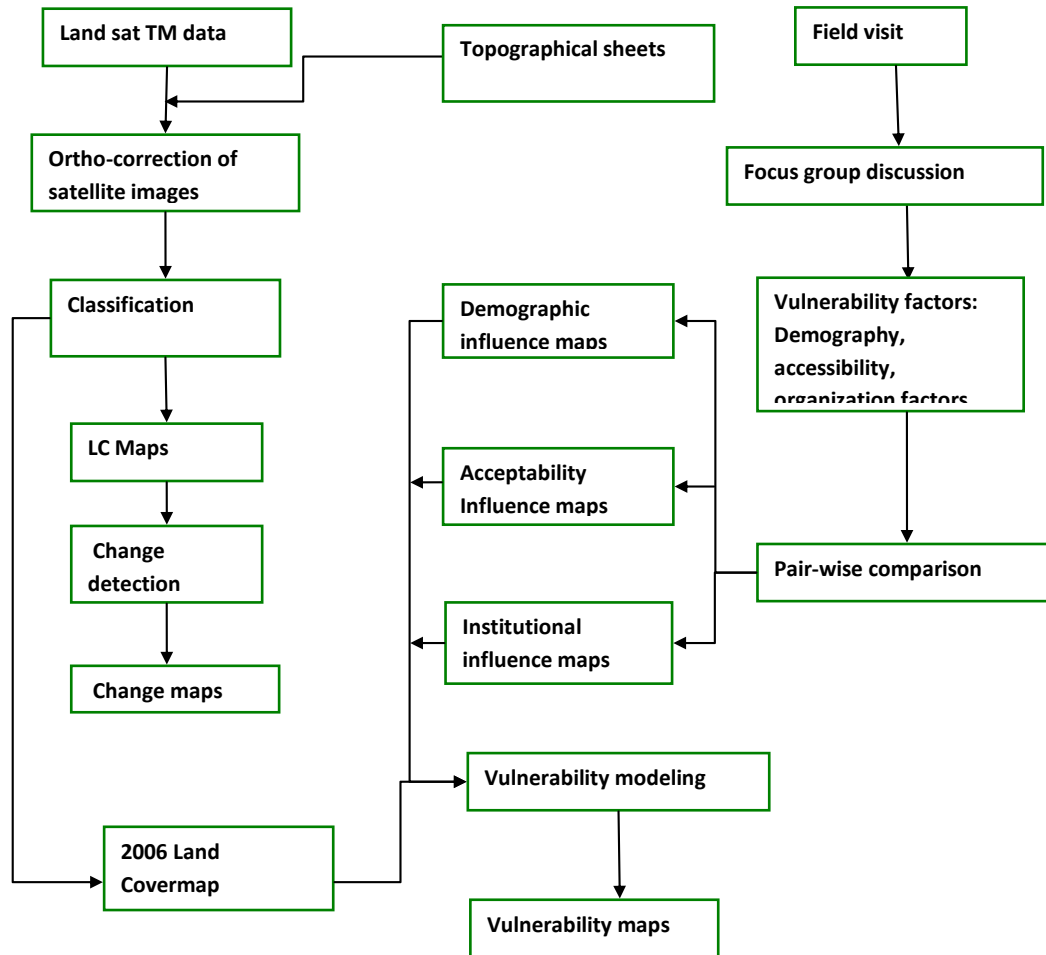 Land sat TM data
Topographical sheets
Field visit
Ortho-correction of
satellite images
Focus group discussion
Classification
Demographic
influence maps
Vulnerability factors:
Demography,
accessibility,
organization factors
LC Maps
Acceptability
Influence maps
Change
detection
Pair-wise comparison
Institutional
influence maps
Change maps
Vulnerability modeling
2006 Land
Covermap
Vulnerability maps